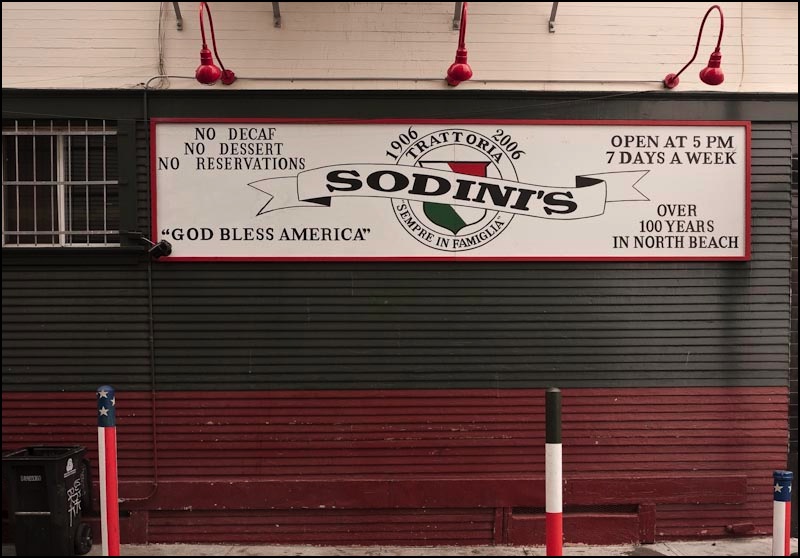 NO DECAF
NO DESSERT
NO RESERVATIONS
"GOD BLESS AMERICA"
1906 2006
TRATTORIA
SODINI'S
"SEMPRE IN FAMIGLIA"
OPEN AT 5 PM
7 DAYS A WEEK
OVER
100 YEARS
IN NORTH BEACH